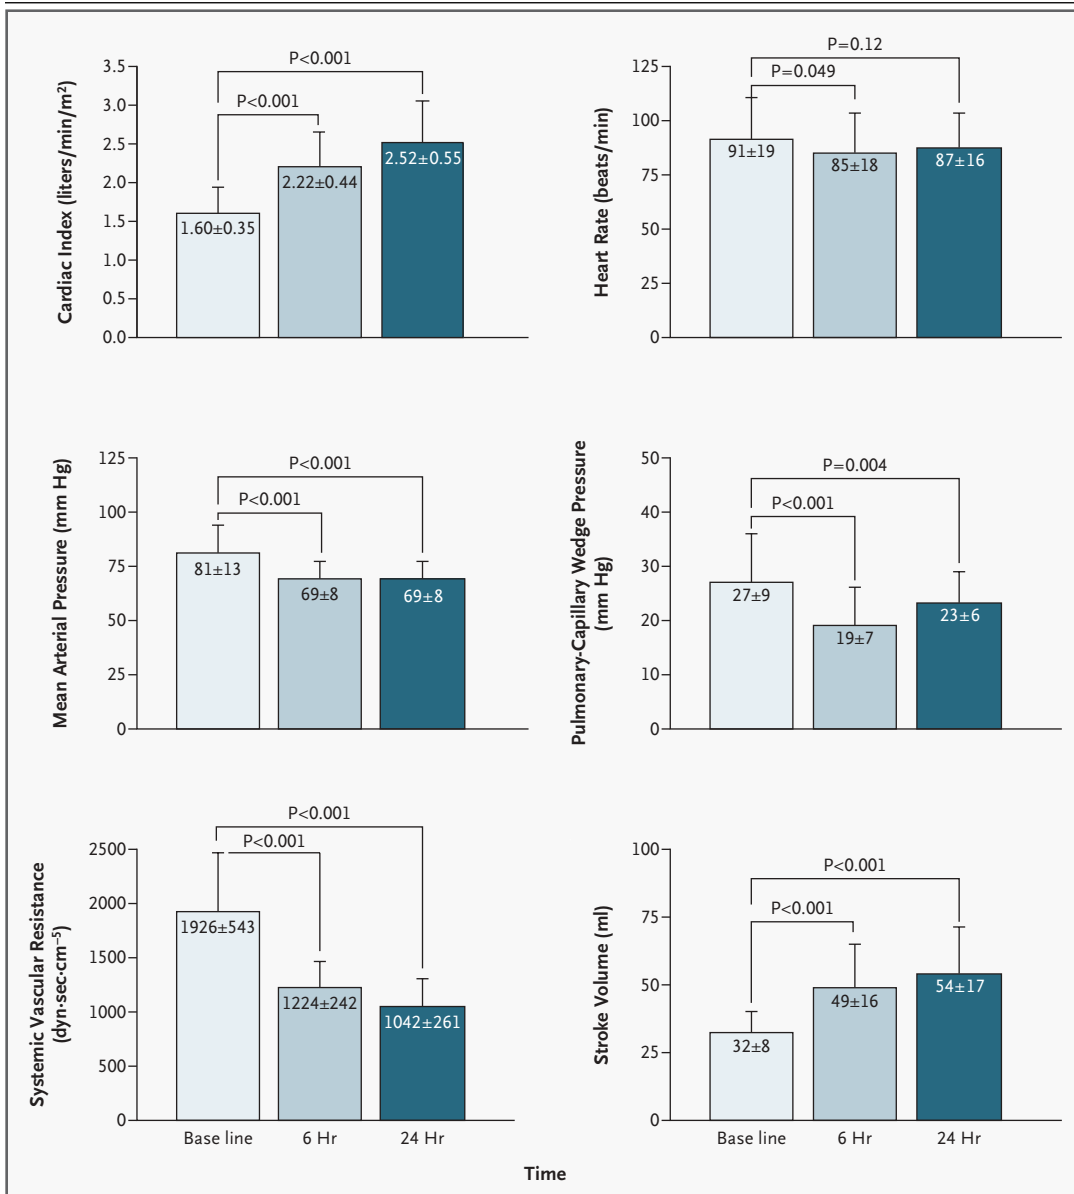 P<0.001
P<0.001
Cardiac Index (liters/min/m²)
3.5
3.0
2.5
2.0
1.5
1.0
0.5
0.0
1.60±0.35
2.22±0.44
2.52±0.55
P=0.12
P=0.049
Heart Rate (beats/min)
125
100
75
50
25
0
91±19
85±18
87±16
P<0.001
P<0.001
Mean Arterial Pressure (mm Hg)
125
100
75
50
25
0
81±13
69±8
69±8
P=0.004
P<0.001
Pulmonary-Capillary Wedge Pressure
(mm Hg)
50
40
30
20
10
0
27±9
19±7
23±6
P<0.001
P<0.001
Systemic Vascular Resistance
(dyn·sec·cm⁻⁵)
2500
2000
1500
1000
500
0
1926±543
1224±242
1042±261
Base line
6 Hr
24 Hr
P<0.001
P<0.001
Stroke Volume (ml)
100
75
50
25
0
32±8
49±16
54±17
Base line
6 Hr
24 Hr
Time